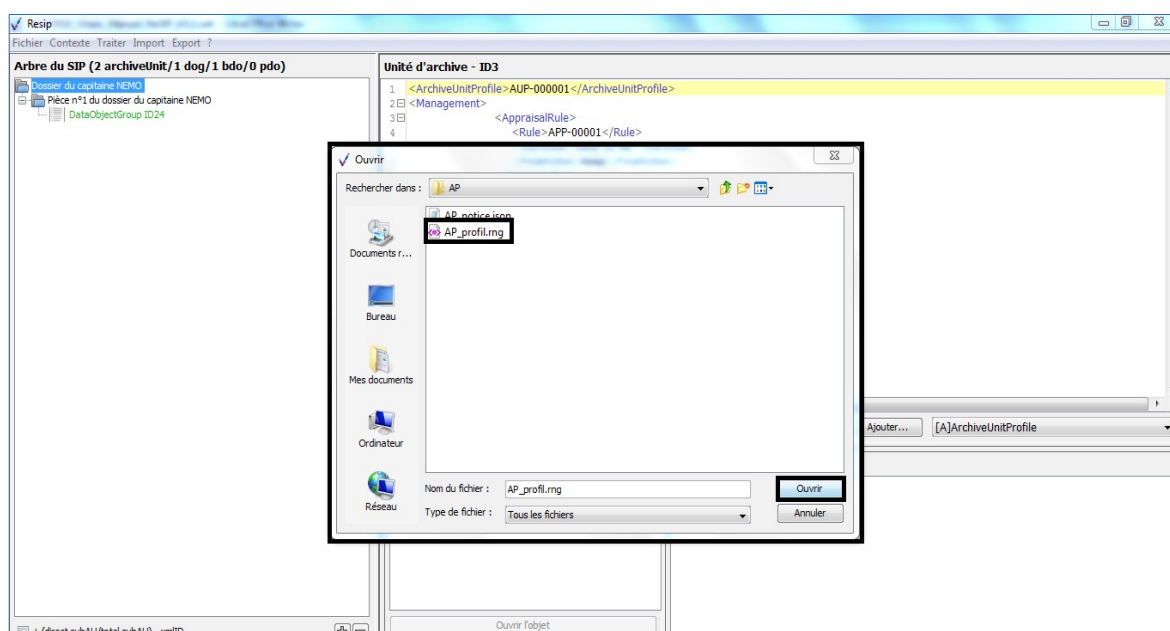 Resip
Fichier Contexte Traiter Import Export ?
Arbre du SIP (2 archiveUnit/1 dog/1 bdo/0 pdo)
Dossier du capitaine NEMO
Pièce n°1 du dossier du capitaine NEMO
DataObjectGroup ID24
Unité d'archive - ID3
1 <ArchiveUnitProfile>AUP-000001</ArchiveUnitProfile>
2 <Management>
3 <AppraisalRule>
4 <Rule>APP-00001</Rule>
Ouvrir
Rechercher dans : AP
AP_notice.json
AP_profil.rng
Documents r...
Bureau
Mes documents
Ordinateur
Réseau
Nom du fichier : AP_profil.rng Ouvrir
Type de fichier : Tous les fichiers Annuler
Ajouter... [A]ArchiveUnitProfile
Ouvrir l'objet